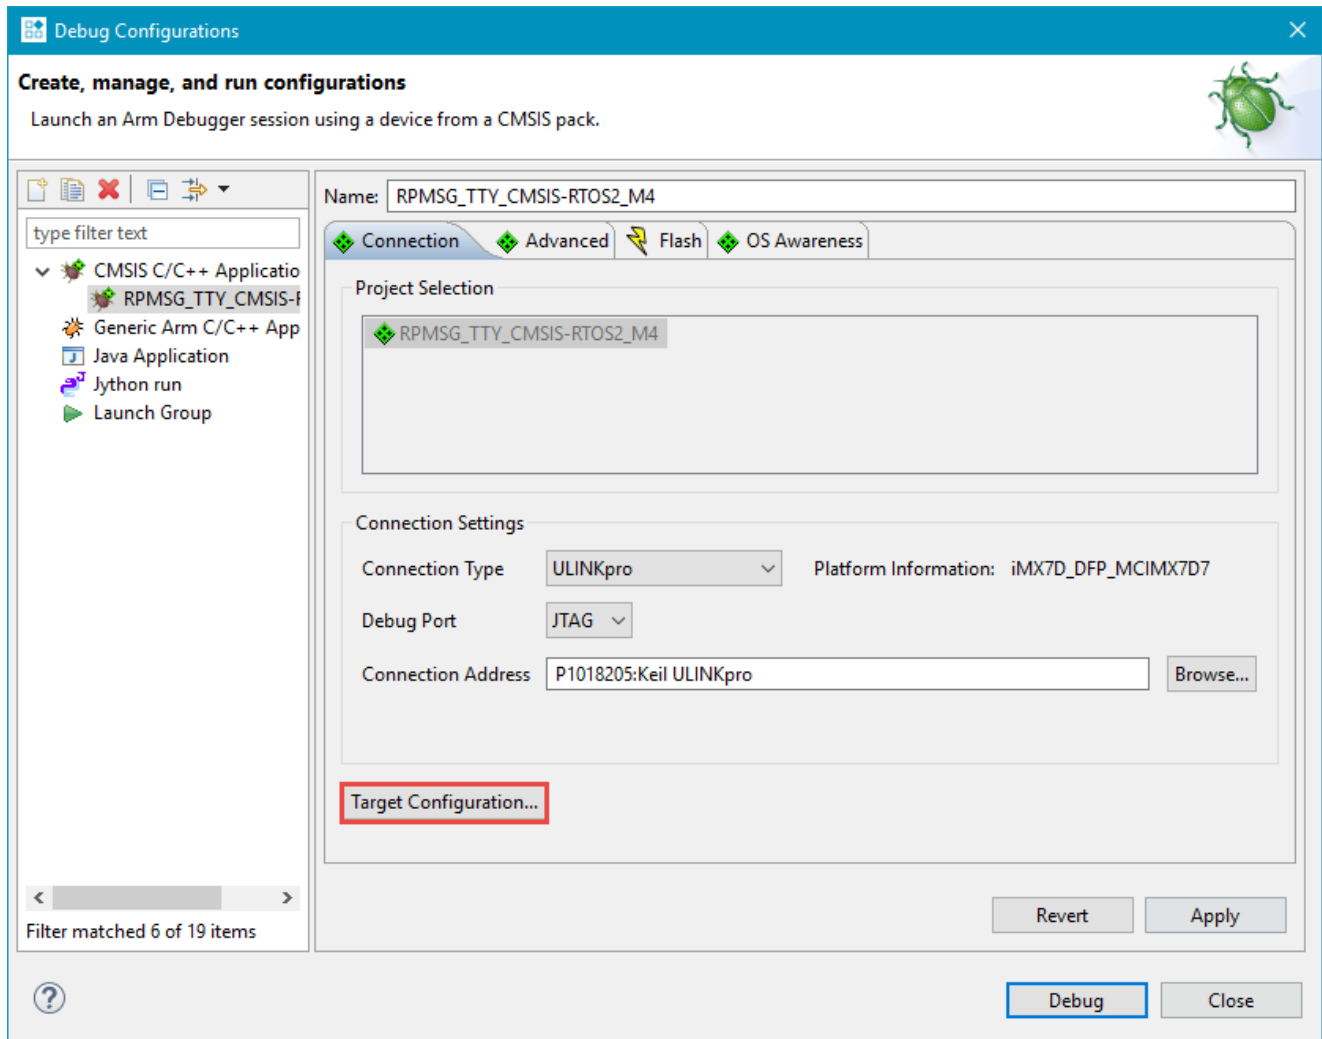 Debug Configurations
Create, manage, and run configurations
Launch an Arm Debugger session using a device from a CMSIS pack.
type filter text
CMSIS C/C++ Applicatio
RPMSG_TTY_CMSIS-
Generic Arm C/C++ App
Java Application
Jython run
Launch Group
Filter matched 6 of 19 items
Name: RPMSG_TTY_CMSIS-RTOS2_M4
Connection Advanced Flash OS Awareness
Project Selection
RPMSG_TTY_CMSIS-RTOS2_M4
Connection Settings
Connection Type ULINKpro Platform Information: iMX7D_DFP_MCIMX7D7
Debug Port JTAG
Connection Address P1018205:Keil ULINKpro Browse...
Target Configuration...
Revert Apply
? Debug Close